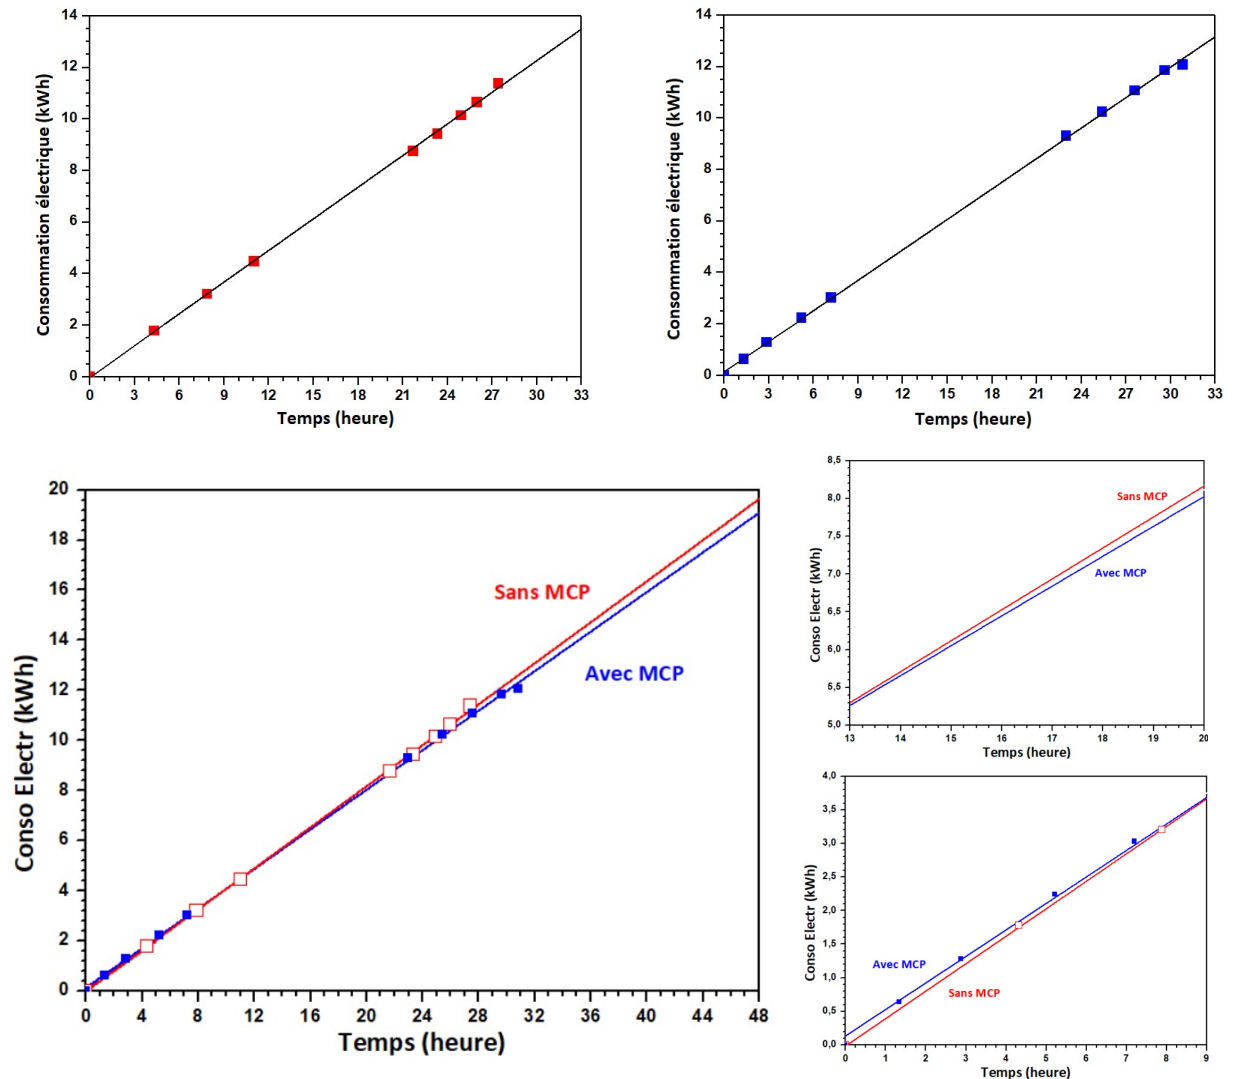 14
12
10
8
6
4
2
0
Consommation électrique (kWh)
0 3 6 9 12 15 18 21 24 27 30 33
Temps (heure)
14
12
10
8
6
4
2
0
Consommation électrique (kWh)
0 3 6 9 12 15 18 21 24 27 30 33
Temps (heure)
20
18
16
14
12
10
8
6
4
2
0
Conso Electr (kWh)
Sans MCP
Avec MCP
0 4 8 12 16 20 24 28 32 36 40 44 48
Temps (heure)
8,5
8,0
7,5
7,0
6,5
6,0
5,5
5,0
Conso Electr (kWh)
Sans MCP
Avec MCP
13 14 15 16 17 18 19 20
Temps (heure)
4,0
3,5
3,0
2,5
2,0
1,5
1,0
0,5
0,0
Conso Electr (kWh)
Avec MCP
Sans MCP
0 1 2 3 4 5 6 7 8 9
Temps (heure)